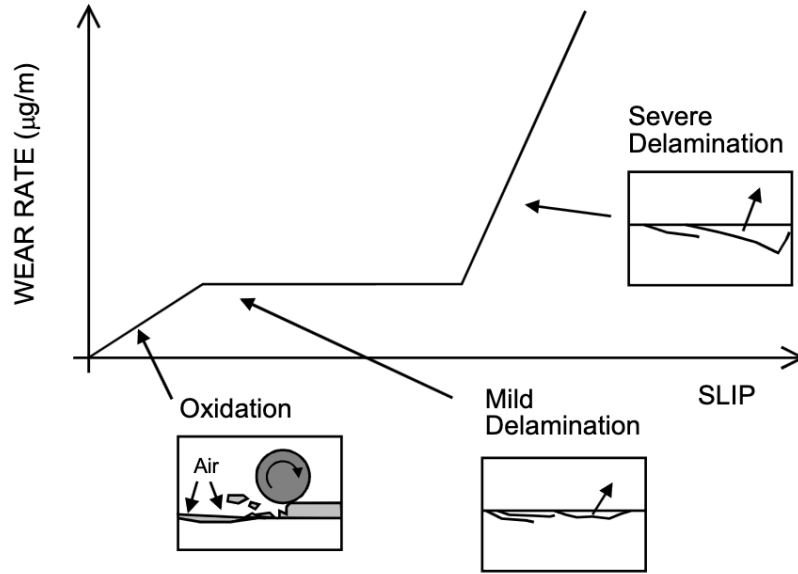 WEAR RATE (μg/m)
Severe
Delamination
Oxidation
Mild
Delamination
SLIP
Air